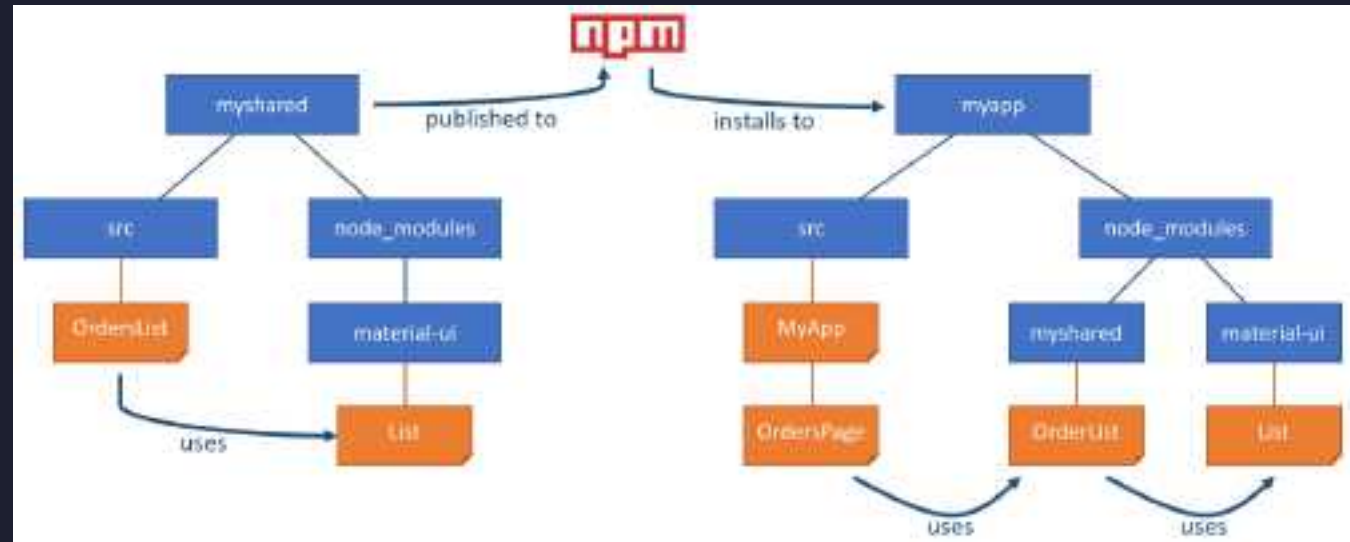 npm
myshared
published to
installs to
myapp
src
node_modules
src
node_modules
OrdersList
material-ui
MyApp
myshared
material-ui
uses
List
OrdersPage
OrderList
List
uses
uses